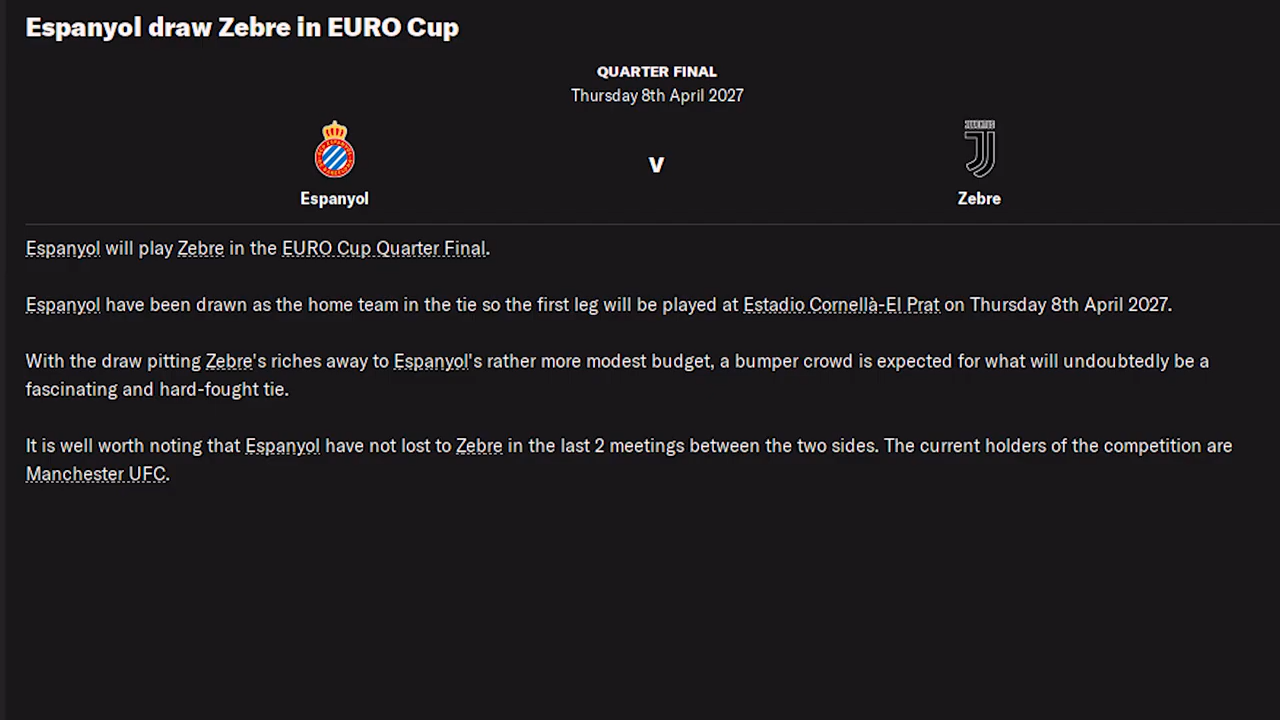 Espanyol draw Zebre in EURO Cup
QUARTER FINAL
Thursday 8th April 2027
JUVENTUS
V
Espanyol
Zebre
Espanyol will play Zebre in the EURO Cup Quarter Final.
Espanyol have been drawn as the home team in the tie so the first leg will be played at Estadio Cornellà-El Prat on Thursday 8th April 2027.
With the draw pitting Zebre's riches away to Espanyol's rather more modest budget, a bumper crowd is expected for what will undoubtedly be a
fascinating and hard-fought tie.
It is well worth noting that Espanyol have not lost to Zebre in the last 2 meetings between the two sides. The current holders of the competition are
Manchester UFC.